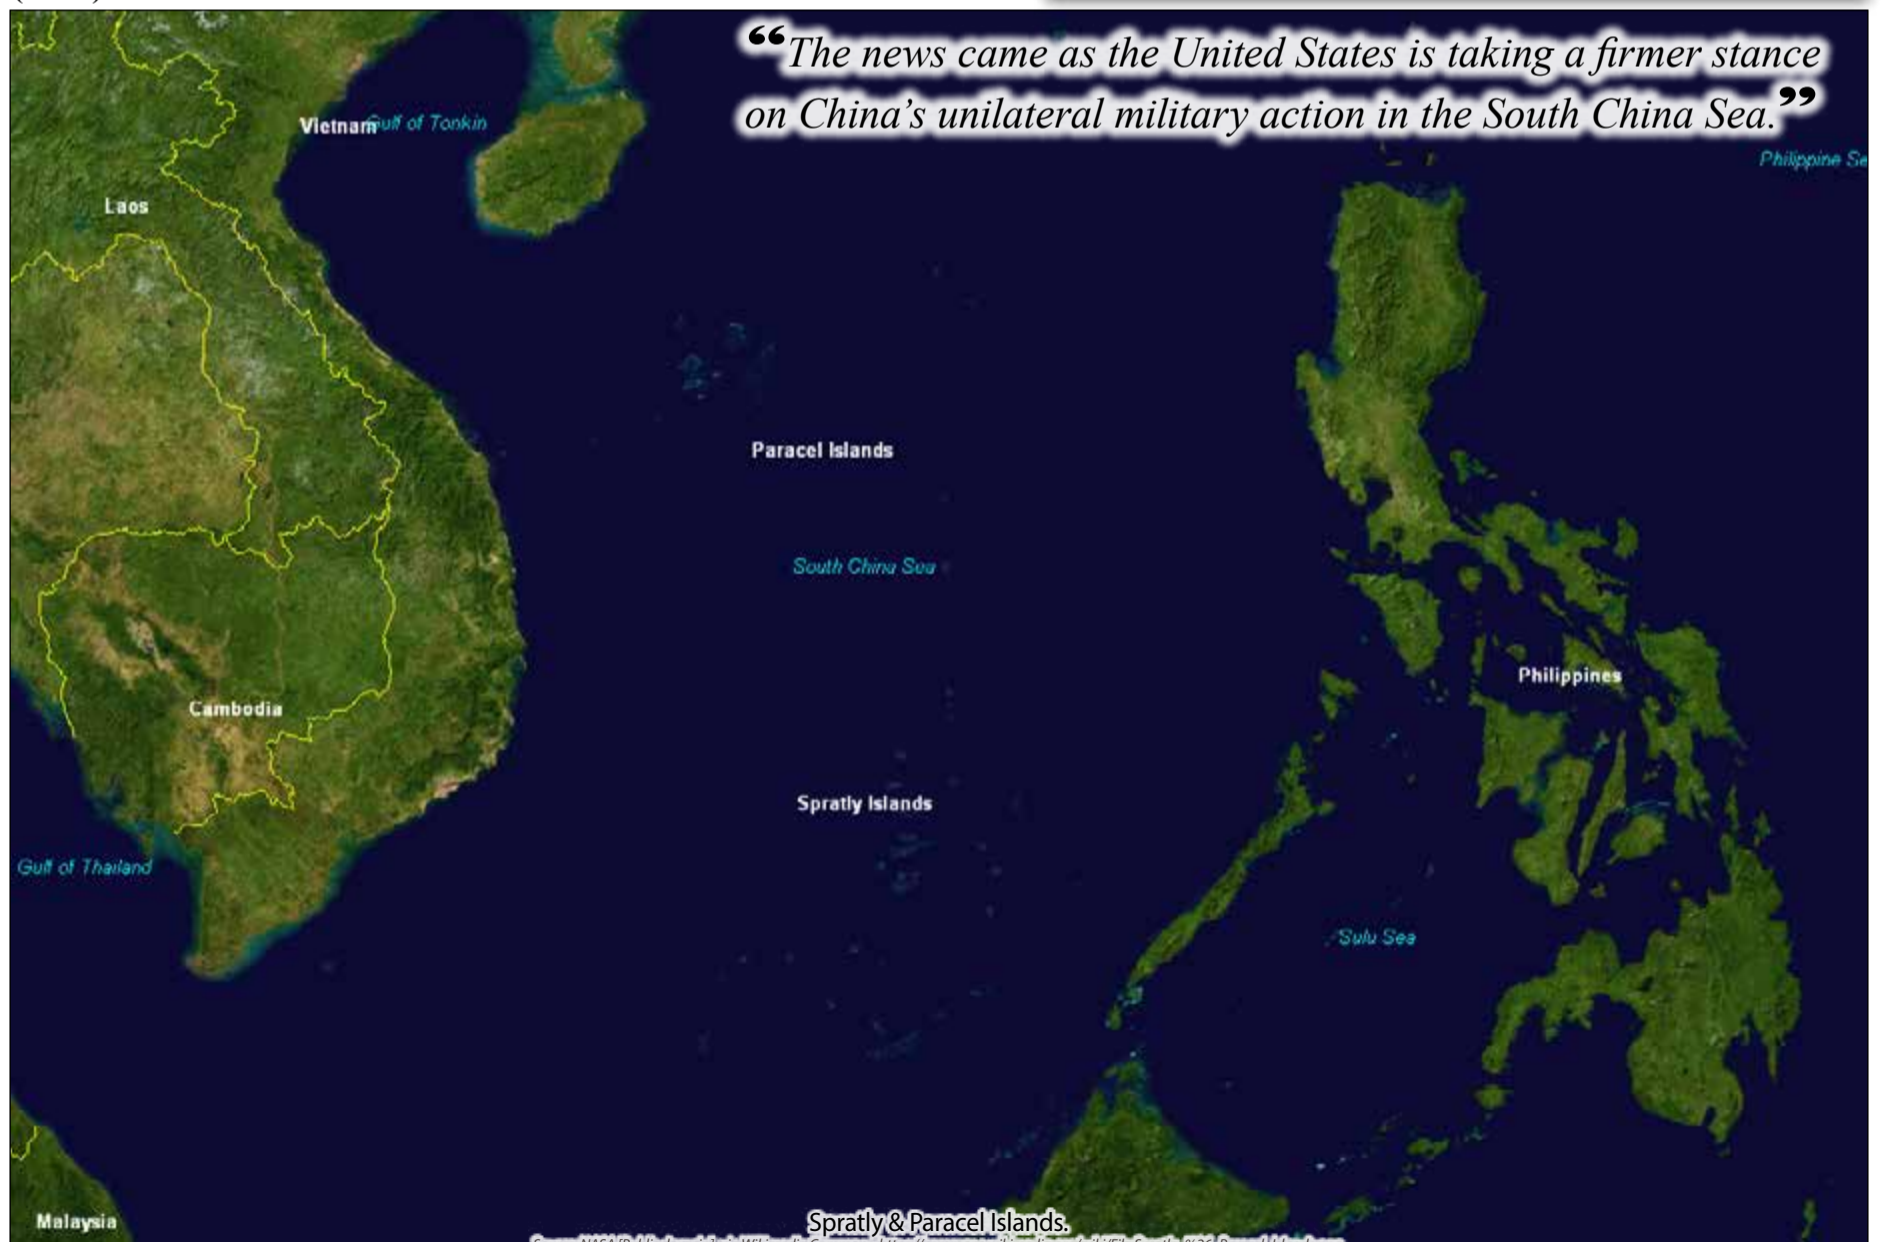 “The news came as the United States is taking a firmer stance
on China’s unilateral military action in the South China Sea.”
Vietnam
Gulf of Tonkin
Philippine Se
Laos
Paracel Islands
South China Sea
Philippines
Cambodia
Spratly Islands
Gulf of Thailand
Sulu Sea
Malaysia
Spratly & Paracel Islands.